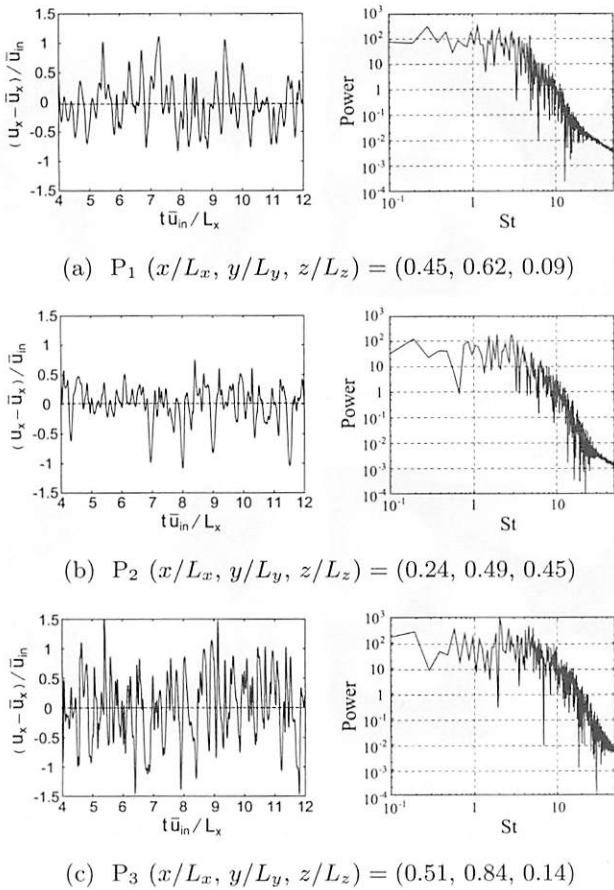 (u_x − ū_x) / ū_in
1.5
1
0.5
0
-0.5
-1
-1.5
4 5 6 7 8 9 10 11 12
t ū_in / L_x
Power
10³
10²
10¹
1
10⁻¹
10⁻²
10⁻³
10⁻⁴
10⁻¹ 1 10
St
(a) P₁ (x/Lₓ, y/L_y, z/L_z) = (0.45, 0.62, 0.09)
(u_x − ū_x) / ū_in
1.5
1
0.5
0
-0.5
-1
-1.5
4 5 6 7 8 9 10 11 12
t ū_in / L_x
Power
10³
10²
10¹
1
10⁻¹
10⁻²
10⁻³
10⁻⁴
10⁻¹ 1 10
St
(b) P₂ (x/Lₓ, y/L_y, z/L_z) = (0.24, 0.49, 0.45)
(u_x − ū_x) / ū_in
1.5
1
0.5
0
0.5
-1
-1.5
4 5 6 7 8 9 10 11 12
t ū_in / L_x
Power
10³
10²
10¹
1
10⁻¹
10⁻²
10⁻³
10⁻⁴
10⁻¹ 1 10
St
(c) P₃ (x/Lₓ, y/L_y, z/L_z) = (0.51, 0.84, 0.14)